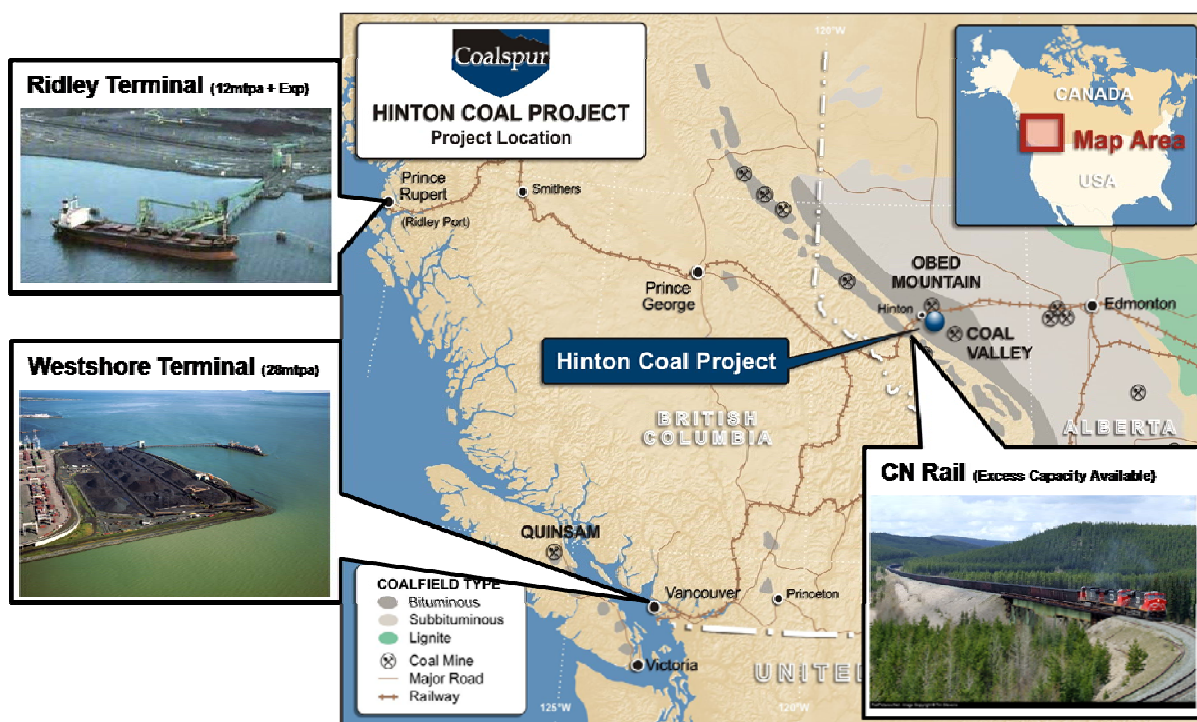 Coalspur
HINTON COAL PROJECT
Project Location
Ridley Terminal (12mtpa + Exp)
Westshore Terminal (28mtpa)
CN Rail (Excess Capacity Available)
120°W
CANADA
Map Area
USA
Prince
Rupert
(Ridley Port)
Smithers
Prince
George
OBED
MOUNTAIN
Hinton
Edmonton
COAL
VALLEY
Hinton Coal Project
BRITISH
COLUMBIA
ALBERTA
QUINSAM
Vancouver
Princeton
Victoria
UNITED
COALFIELD TYPE
Bituminous
Subbituminous
Lignite
Coal Mine
Major Road
Railway
125°W
120°W